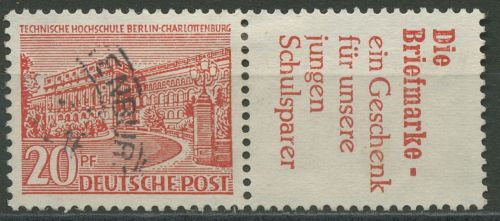 TECHNISCHE HOCHSCHULE BERLIN-CHARLOTTENBURG
20 PF
DEUTSCHE POST
Die
Briefmarke -
ein Geschenk
für unsere
jungen
Schulsparer